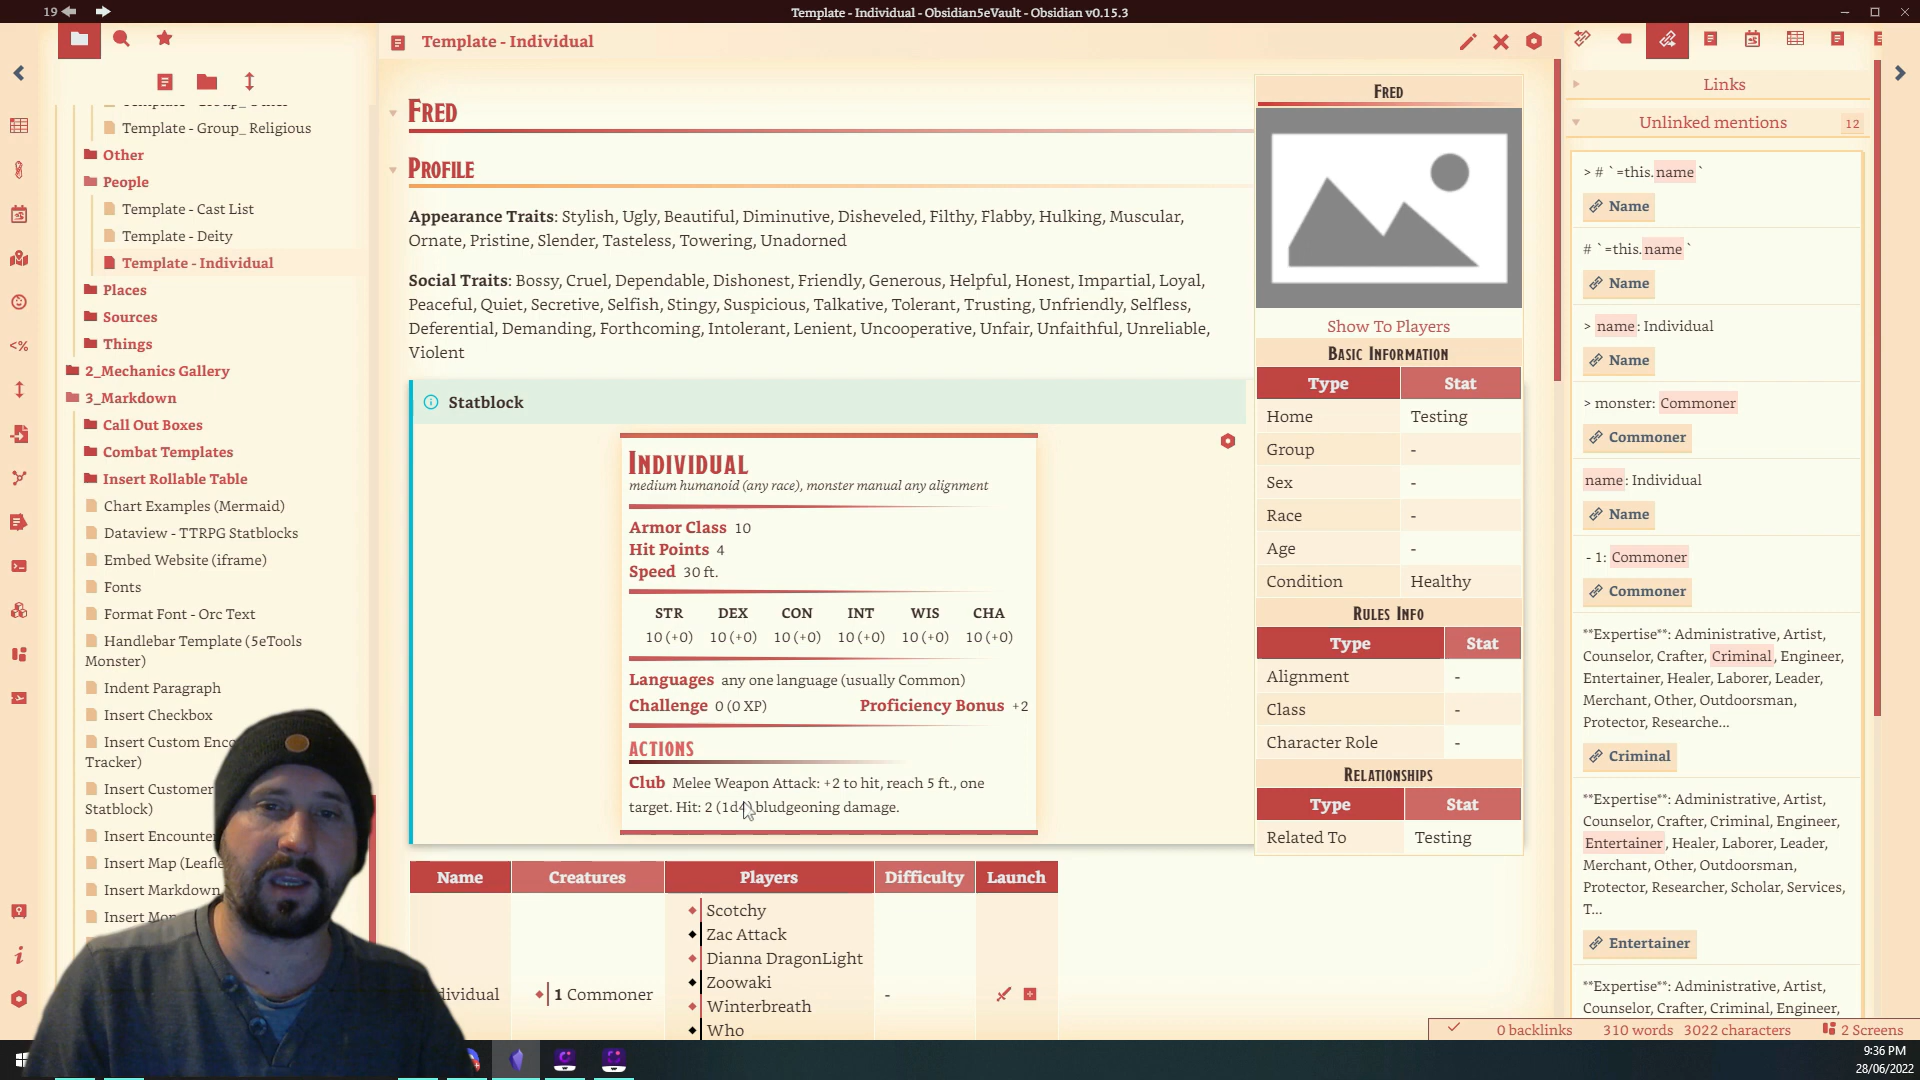 19
Template - Individual - Obsidian5eVault - Obsidian v0.15.3
Template - Group_ Religious
Other
People
Template - Cast List
Template - Deity
Template - Individual
Places
Sources
Things
2_Mechanics Gallery
3_Markdown
Call Out Boxes
Combat Templates
Insert Rollable Table
Chart Examples (Mermaid)
Dataview - TTRPG Statblocks
Embed Website (iframe)
Fonts
Format Font - Orc Text
Handlebar Template (5eTools
Monster)
Indent Paragraph
Insert Checkbox
Insert Custom
Tracker)
Insert Customer
Statblock)
Insert Encounter
Insert Map
Insert Markdown
Insert
Template - Individual
Fred
Profile
Appearance Traits: Stylish, Ugly, Beautiful, Diminutive, Disheveled, Filthy, Flabby, Hulking, Muscular,
Ornate, Pristine, Slender, Tasteless, Towering, Unadorned
Social Traits: Bossy, Cruel, Dependable, Dishonest, Friendly, Generous, Helpful, Honest, Impartial, Loyal,
Peaceful, Quiet, Secretive, Selfish, Stingy, Suspicious, Talkative, Tolerant, Trusting, Unfriendly, Selfless,
Deferential, Demanding, Forthcoming, Intolerant, Lenient, Uncooperative, Unfair, Unfaithful, Unreliable,
Violent
Statblock
Individual
medium humanoid (any race), monster manual any alignment
Armor Class 10
Hit Points 4
Speed 30 ft.
STR DEX CON INT WIS CHA
10 (+0) 10 (+0) 10 (+0) 10 (+0) 10 (+0) 10 (+0)
Languages any one language (usually Common)
Challenge 0 (0 XP) Proficiency Bonus +2
Actions
Club Melee Weapon Attack: +2 to hit, reach 5 ft., one
target. Hit: 2 (1d4) bludgeoning damage.
Name Creatures Players Difficulty Launch
Scotchy
Zac Attack
Dianna DragonLight
Zoowaki
dividual 1 Commoner -
Winterbreath
Who
Fred
Show To Players
Basic Information
Type Stat
Home Testing
Group -
Sex -
Race -
Age -
Condition Healthy
Rules Info
Type Stat
Alignment -
Class -
Character Role -
Relationships
Type Stat
Related To Testing
Links
Unlinked mentions 12
> # `=this.name`
Name
# `=this.name`
Name
> name: Individual
Name
> monster: Commoner
Commoner
name: Individual
Name
- 1: Commoner
Commoner
**Expertise**: Administrative, Artist,
Counselor, Crafter, Criminal, Engineer,
Entertainer, Healer, Laborer, Leader,
Merchant, Other, Outdoorsman,
Protector, Researche...
Criminal
**Expertise**: Administrative, Artist,
Counselor, Crafter, Criminal, Engineer,
Entertainer, Healer, Laborer, Leader,
Merchant, Other, Outdoorsman,
Protector, Researcher, Scholar, Services,
T...
Entertainer
**Expertise**: Administrative, Artist,
Counselor, Crafter, Criminal, Engineer,
0 backlinks 310 words 3022 characters 2 Screens
9:36 PM
28/06/2022